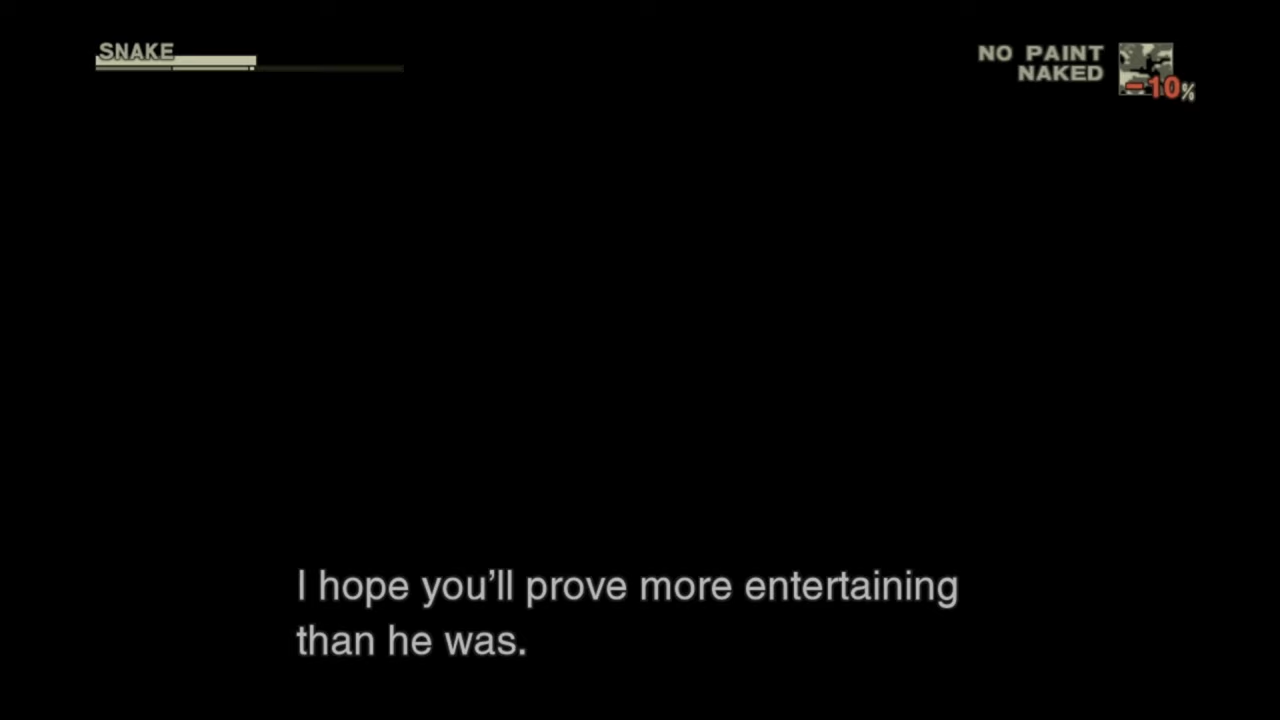 SNAKE
NO PAINT
NAKED
-10%
I hope you'll prove more entertaining
than he was.